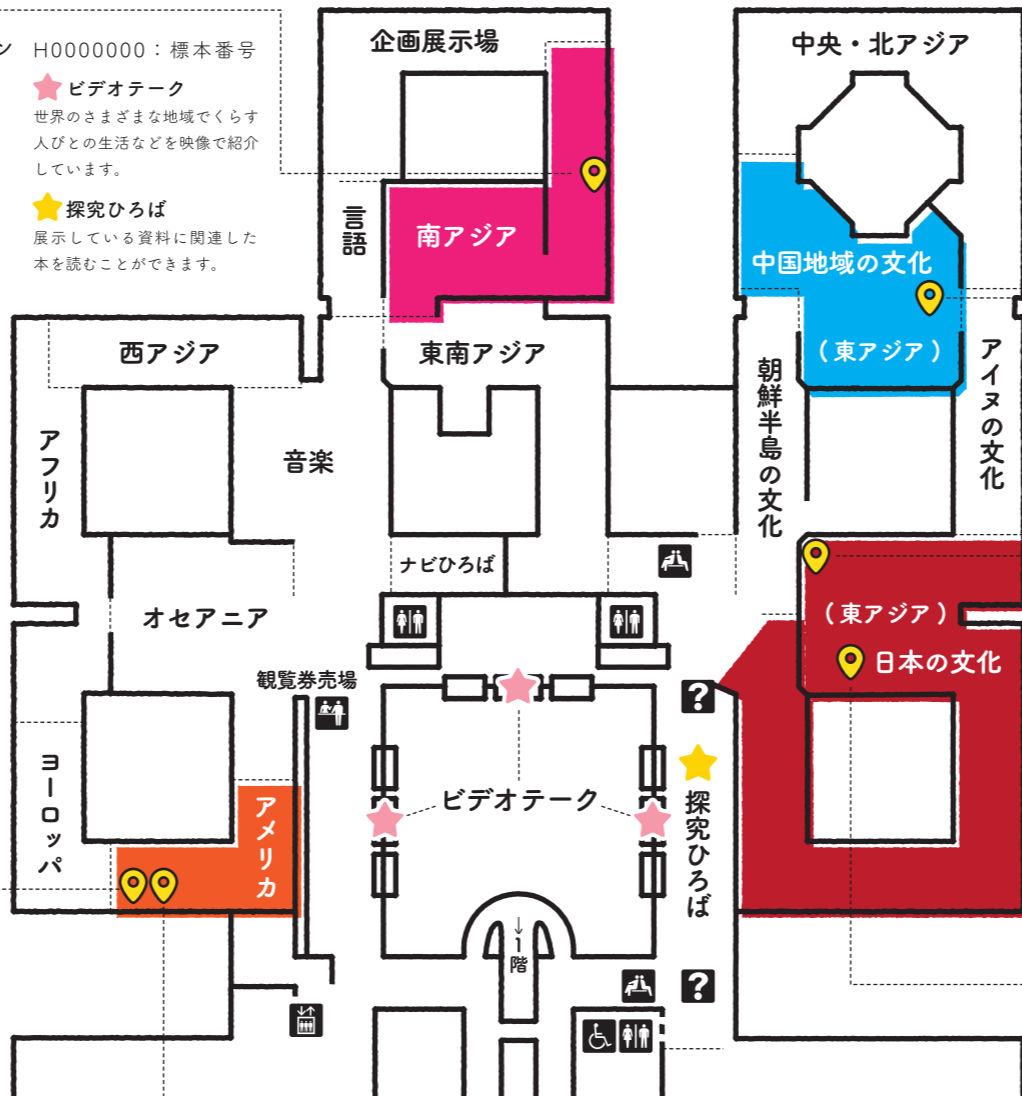 ン H0000000：標本番号
ビデオテーク
世界のさまざまな地域でくらす
人びとの生活などを映像で紹介
しています。
探究ひろば
展示している資料に関連した
本を読むことができます。
企画展示場
中央・北アジア
言語
南アジア
中国地域の文化
（東アジア）
西アジア
東南アジア
アイヌの文化
朝鮮半島の文化
アフリカ
音楽
ナビひろば
オセアニア
（東アジア）
日本の文化
観覧券売場
?
ヨーロッパ
アメリカ
ビデオテーク
探究ひろば
↓1階
?